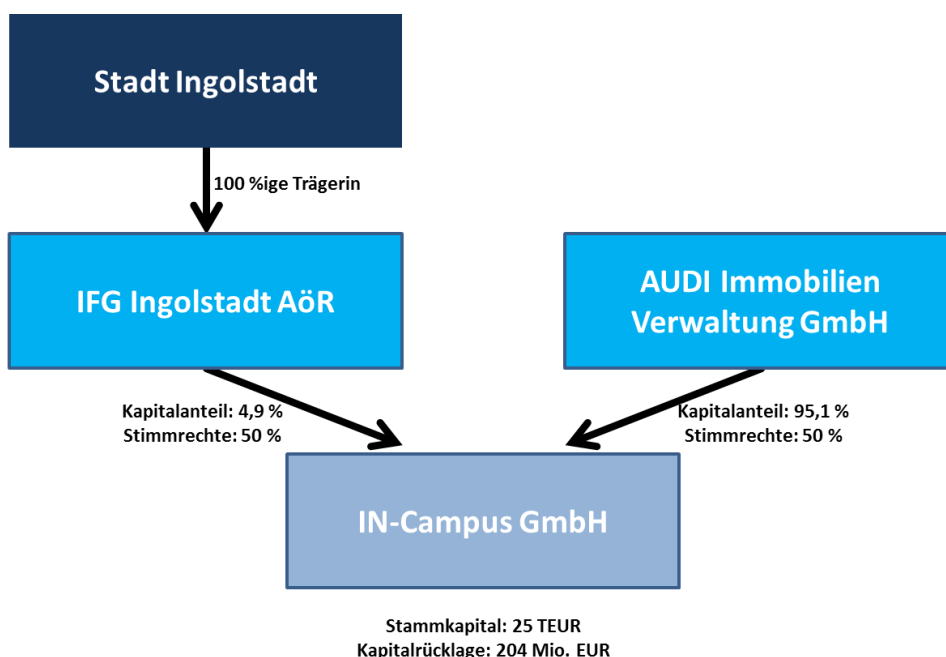 Stadt Ingolstadt
100 %ige Trägerin
IFG Ingolstadt AöR
AUDI Immobilien
Verwaltung GmbH
Kapitalanteil: 4,9 %
Stimmrechte: 50 %
Kapitalanteil: 95,1 %
Stimmrechte: 50 %
IN-Campus GmbH
Stammkapital: 25 TEUR
Kapitalrücklage: 204 Mio. EUR